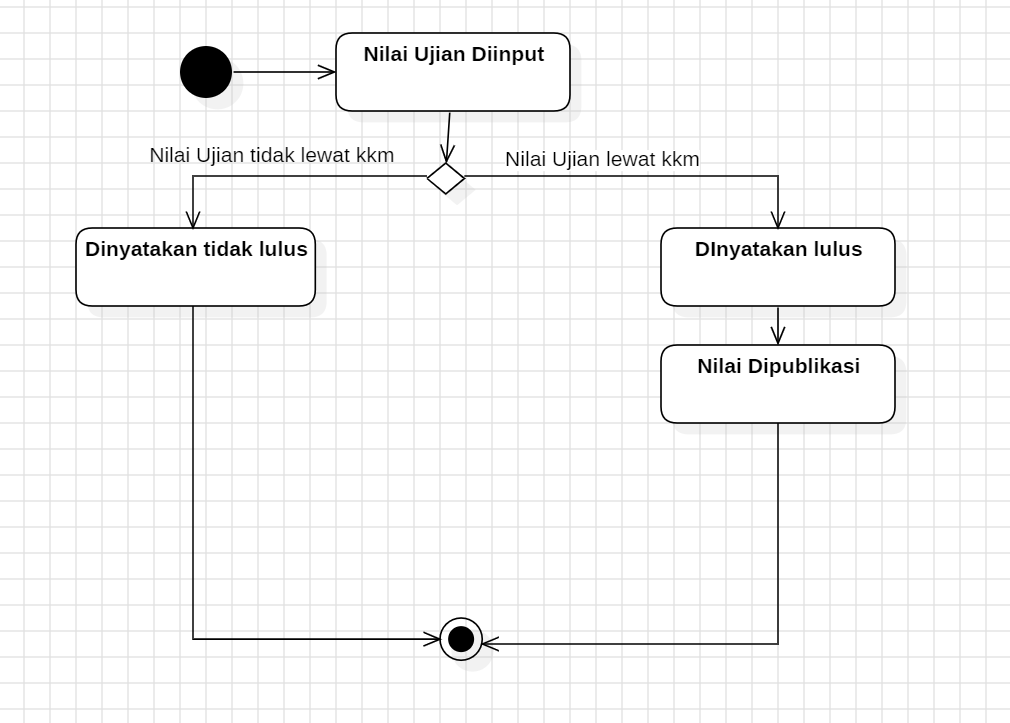 Nilai Ujian Diinput
Nilai Ujian tidak lewat kkm
Nilai Ujian lewat kkm
Dinyatakan tidak lulus
DInyatakan lulus
Nilai Dipublikasi